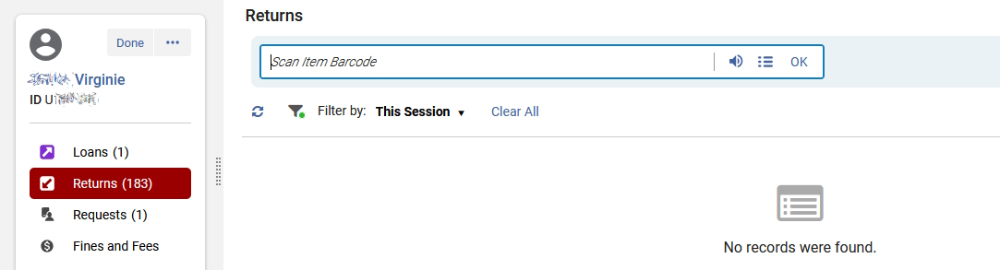 Returns
Done
Scan Item Barcode
OK
Virginie
ID U
Filter by: This Session
Clear All
Loans (1)
Returns (183)
Requests (1)
Fines and Fees
No records were found.